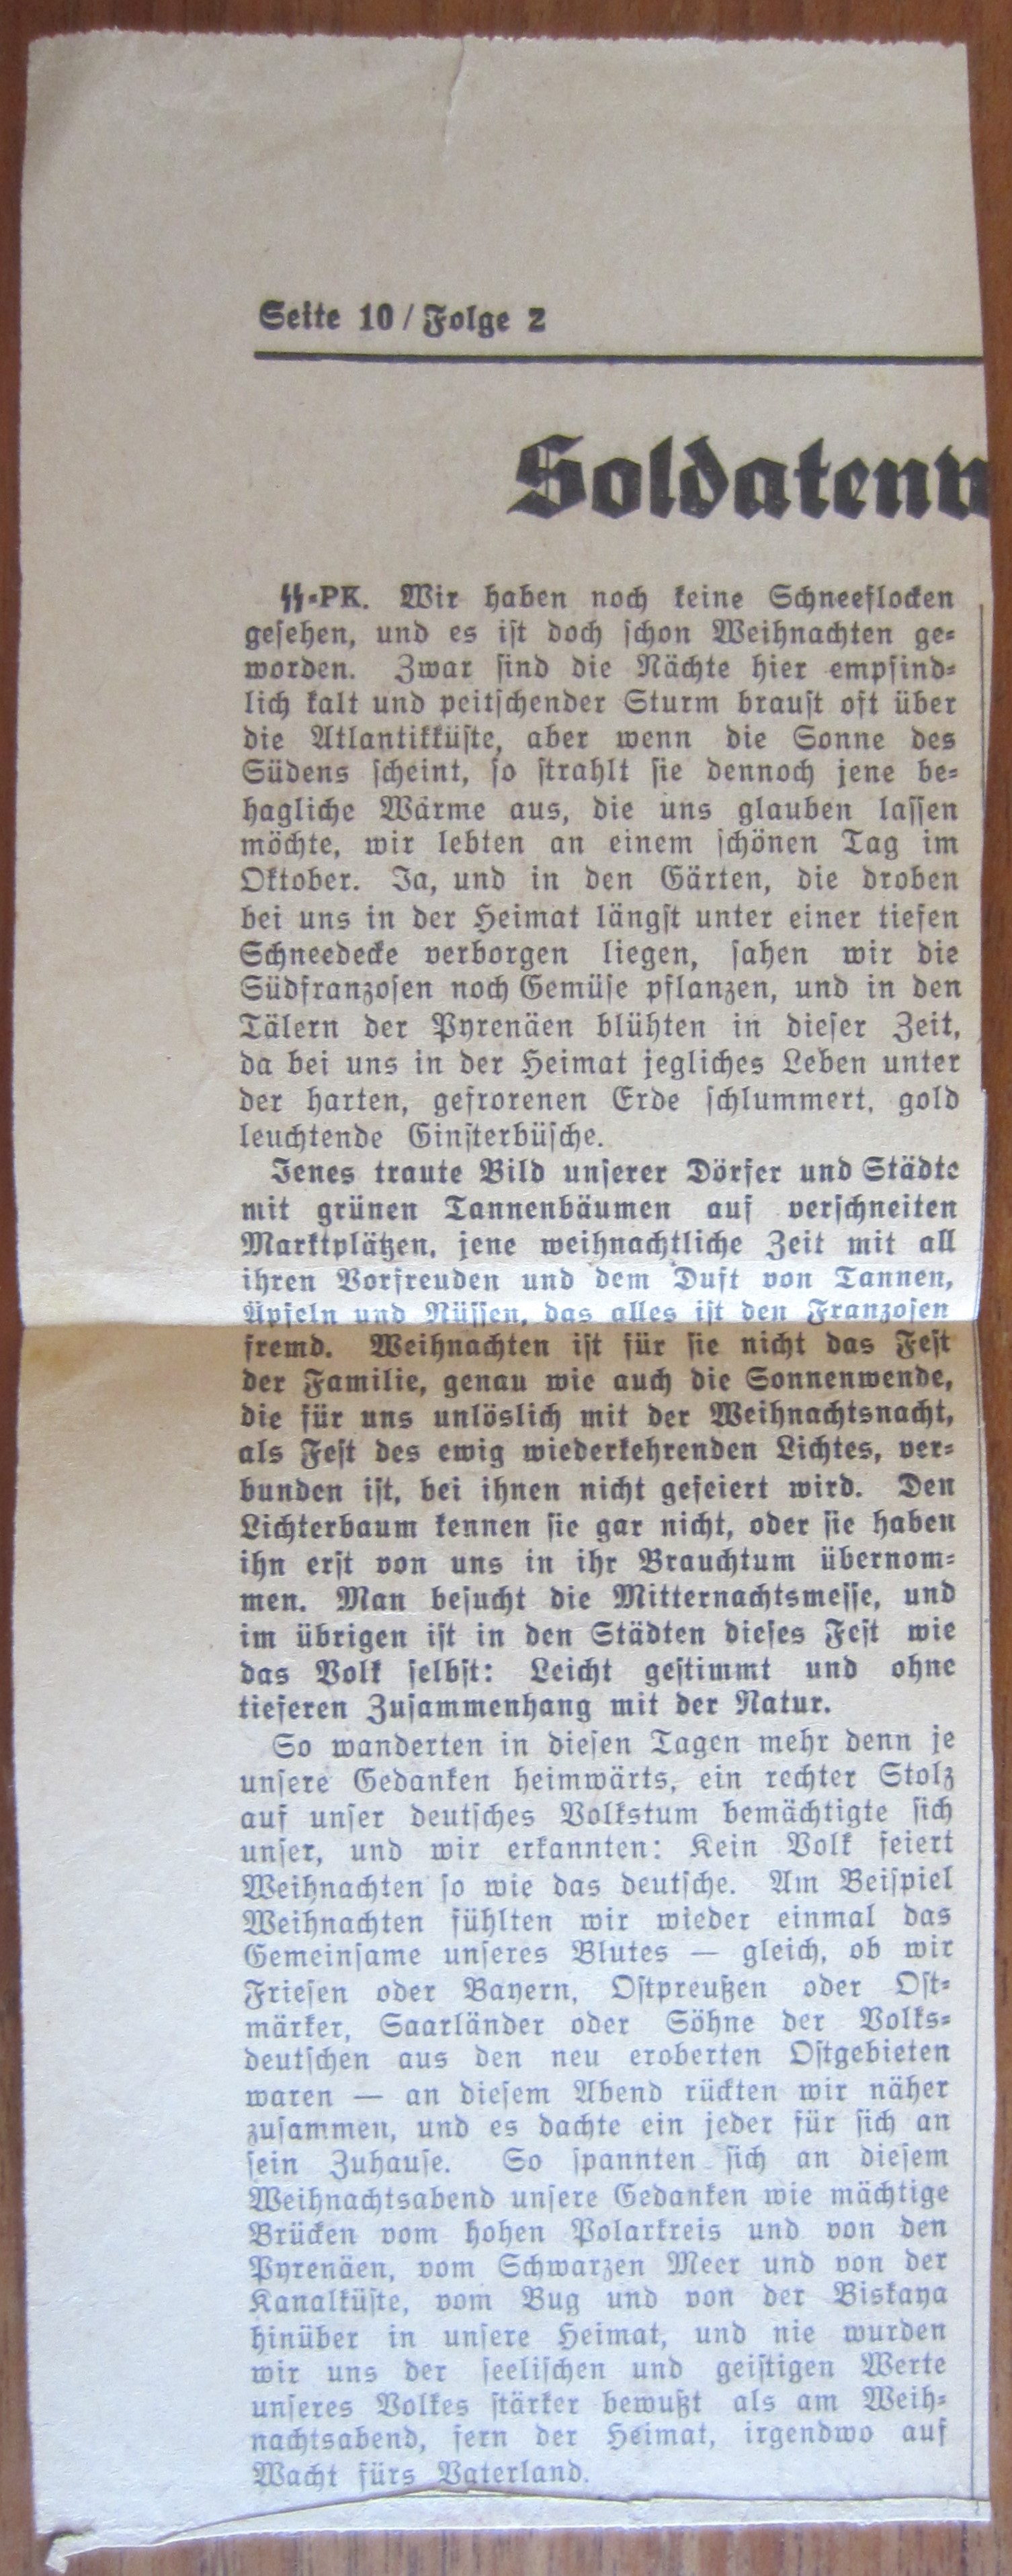 Seite 10 / Folge 2
Soldatenw
SS-PK. Wir haben noch keine Schneeflocken
gesehen, und es ist doch schon Weihnachten ge-
worden. Zwar sind die Nächte hier empfind-
lich kalt und peitschender Sturm braust oft über
die Atlantikküste, aber wenn die Sonne des
Südens scheint, so strahlt sie dennoch jene be-
hagliche Wärme aus, die uns glauben lassen
möchte, wir lebten an einem schönen Tag im
Oktober. Ja, und in den Gärten, die droben
bei uns in der Heimat längst unter einer tiefen
Schneedecke verborgen liegen, sahen wir die
Südfranzosen noch Gemüse pflanzen, und in den
Tälern der Pyrenäen blühten in dieser Zeit,
da bei uns in der Heimat jegliches Leben unter
der harten, gefrorenen Erde schlummert, gold
leuchtende Ginsterbüsche.
Jenes traute Bild unserer Dörfer und Städte
mit grünen Tannenbäumen auf verschneiten
Marktplätzen, jene weihnachtliche Zeit mit all
ihren Vorfreuden und dem Duft von Tannen,
Äpfeln und Nüssen, das alles ist den Franzosen
fremd. Weihnachten ist für sie nicht das Fest
der Familie, genau wie auch die Sonnenwende,
die für uns unlöslich mit der Weihnachtsnacht,
als Fest des ewig wiederkehrenden Lichtes, ver-
bunden ist, bei ihnen nicht gefeiert wird. Den
Lichterbaum kennen sie gar nicht, oder sie haben
ihn erst von uns in ihr Brauchtum übernom-
men. Man besucht die Mitternachtsmesse, und
im übrigen ist in den Städten dieses Fest wie
das Volk selbst: Leicht gestimmt und ohne
tieferen Zusammenhang mit der Natur.
So wanderten in diesen Tagen mehr denn je
unsere Gedanken heimwärts, ein rechter Stolz
auf unser deutsches Volkstum bemächtigte sich
unser, und wir erkannten: Kein Volk feiert
Weihnachten so wie das deutsche. Am Beispiel
Weihnachten fühlten wir wieder einmal das
Gemeinsame unseres Blutes — gleich, ob wir
Friesen oder Bayern, Ostpreußen oder Ost-
märker, Saarländer oder Söhne der Volks-
deutschen aus den neu eroberten Ostgebieten
waren — an diesem Abend rückten wir näher
zusammen, und es dachte ein jeder für sich an
sein Zuhause. So spannten sich an diesem
Weihnachtsabend unsere Gedanken wie mächtige
Brücken vom hohen Polarkreis und von den
Pyrenäen, vom Schwarzen Meer und von der
Kanalküste, vom Bug und von der Biskaya
hinüber in unsere Heimat, und nie wurden
wir uns der seelischen und geistigen Werte
unseres Volkes stärker bewußt als am Weih-
nachtsabend, fern der Heimat, irgendwo auf
Wacht fürs Vaterland.